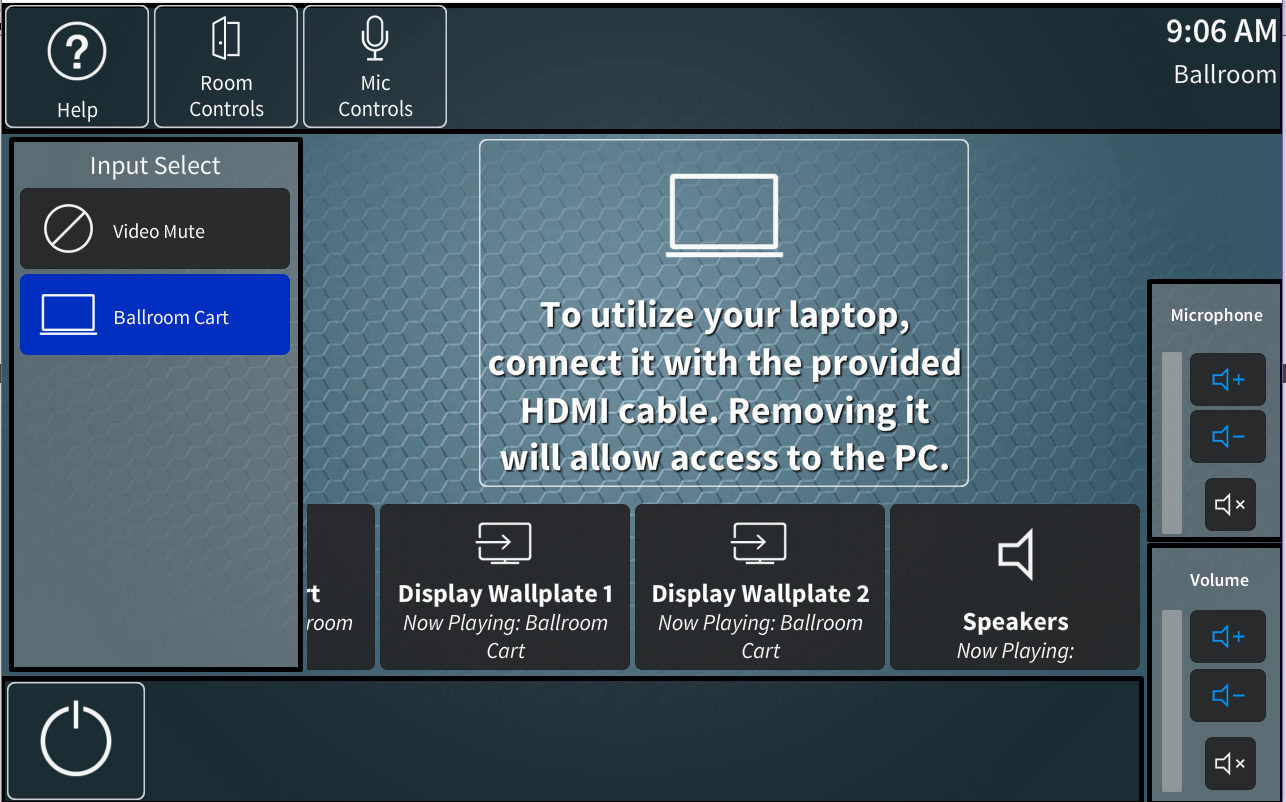 Help
Room
Controls
Mic
Controls
9:06 AM
Ballroom
Input Select
Video Mute
Ballroom Cart
To utilize your laptop,
connect it with the provided
HDMI cable. Removing it
will allow access to the PC.
rt
room
Display Wallplate 1
Now Playing: Ballroom
Cart
Display Wallplate 2
Now Playing: Ballroom
Cart
Speakers
Now Playing:
Microphone
Volume